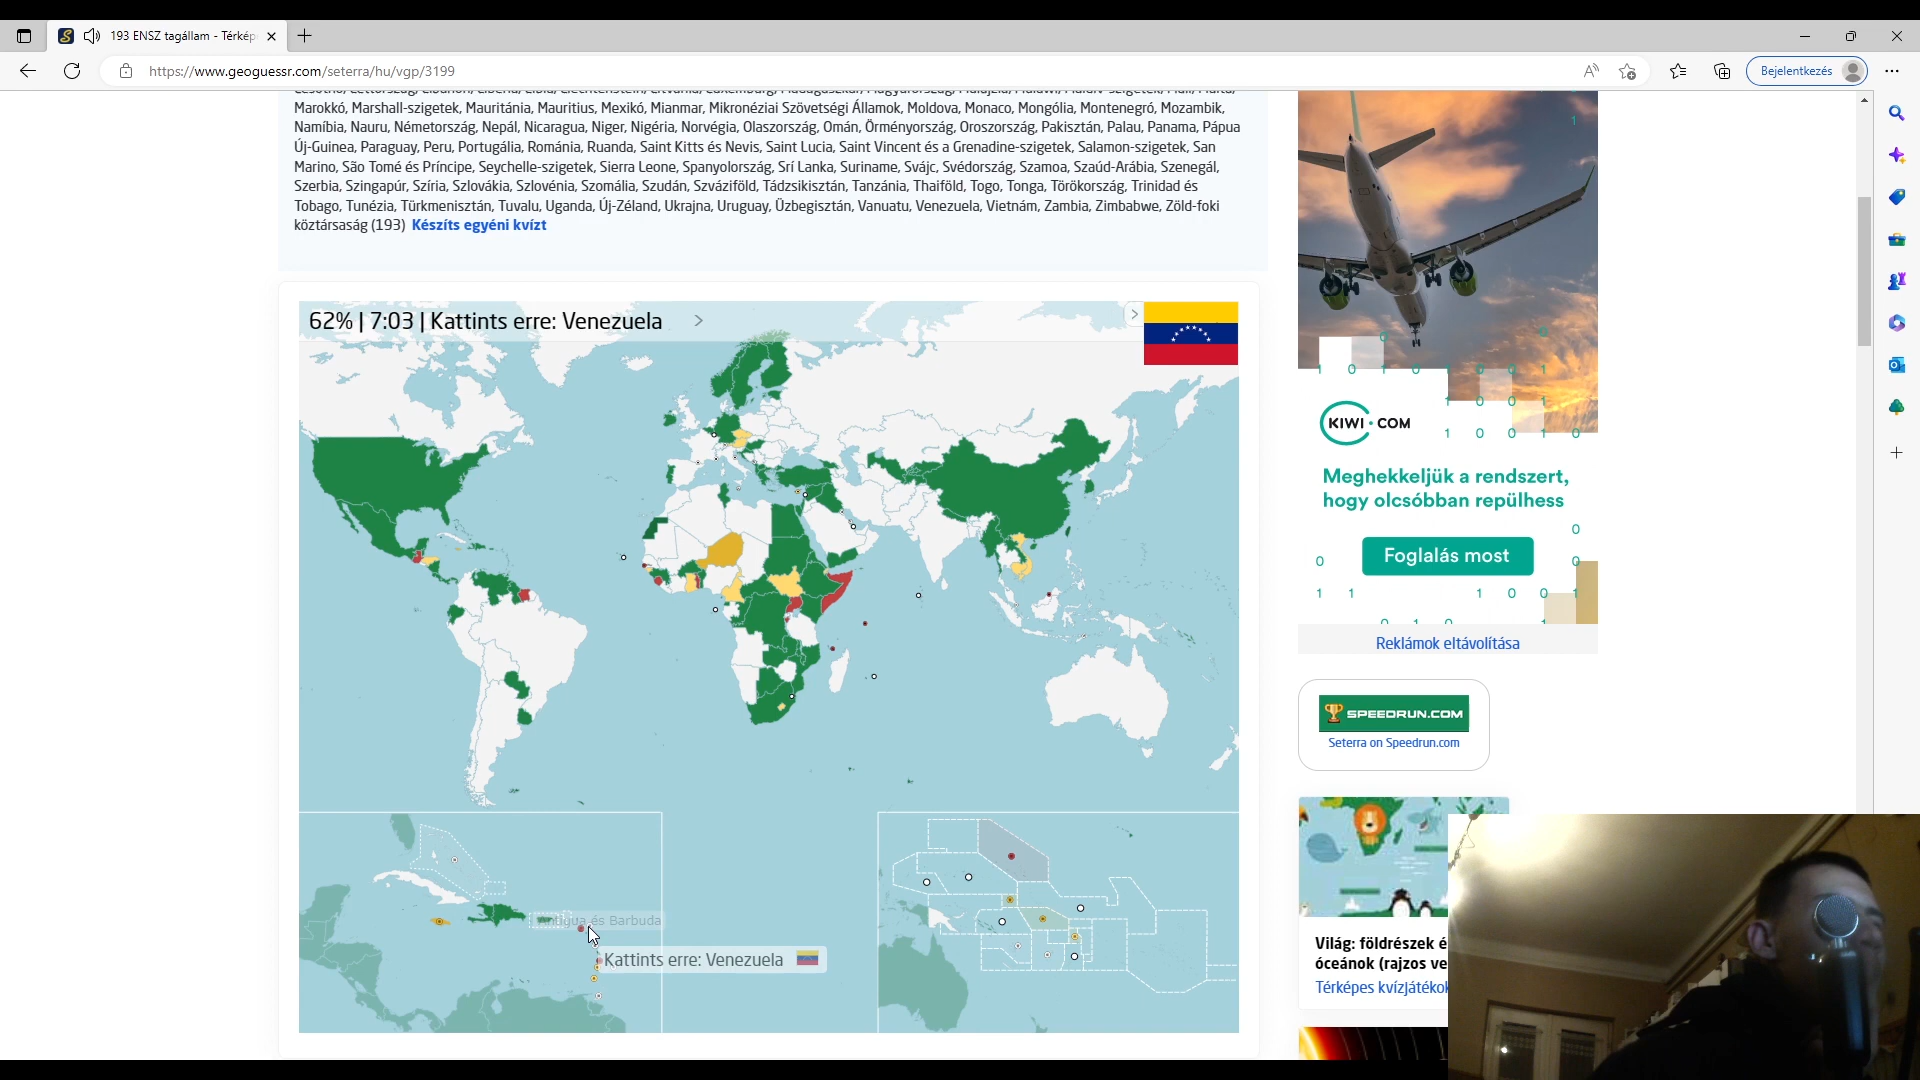 193 ENSZ tagállam - Térkép
https://www.geoguessr.com/seterra/hu/vgp/3199
Bejelentkezés
Marokkó, Marshall-szigetek, Mauritánia, Mauritius, Mexikó, Mianmar, Mikronéziai Szövetségi Államok, Moldova, Monaco, Mongólia, Montenegró, Mozambik,
Namíbia, Nauru, Németország, Nepál, Nicaragua, Niger, Nigéria, Norvégia, Olaszország, Omán, Örményország, Oroszország, Pakisztán, Palau, Panama, Pápua
Új-Guinea, Paraguay, Peru, Portugália, Románia, Ruanda, Saint Kitts és Nevis, Saint Lucia, Saint Vincent és a Grenadine-szigetek, Salamon-szigetek, San
Marino, São Tomé és Príncipe, Seychelle-szigetek, Sierra Leone, Spanyolország, Srí Lanka, Suriname, Svájc, Svédország, Szamoa, Szaúd-Arábia, Szenegál,
Szerbia, Szingapúr, Szíria, Szlovákia, Szlovénia, Szomália, Szudán, Szváziföld, Tádzsikisztán, Tanzánia, Thaiföld, Togo, Tonga, Törökország, Trinidad és
Tobago, Tunézia, Türkmenisztán, Tuvalu, Uganda, Új-Zéland, Ukrajna, Uruguay, Üzbegisztán, Vanuatu, Venezuela, Vietnám, Zambia, Zimbabwe, Zöld-foki
köztársaság (193) Készíts egyéni kvízt
62% | 7:03 | Kattints erre: Venezuela
Antigua és Barbuda
Kattints erre: Venezuela
KIWI.COM
Meghekkeljük a rendszert,
hogy olcsóbban repülhess
Foglalás most
Reklámok eltávolítása
SPEEDRUN.COM
Seterra on Speedrun.com
Világ: földrészek é
óceánok (rajzos ve
Térképes kvízjátékok